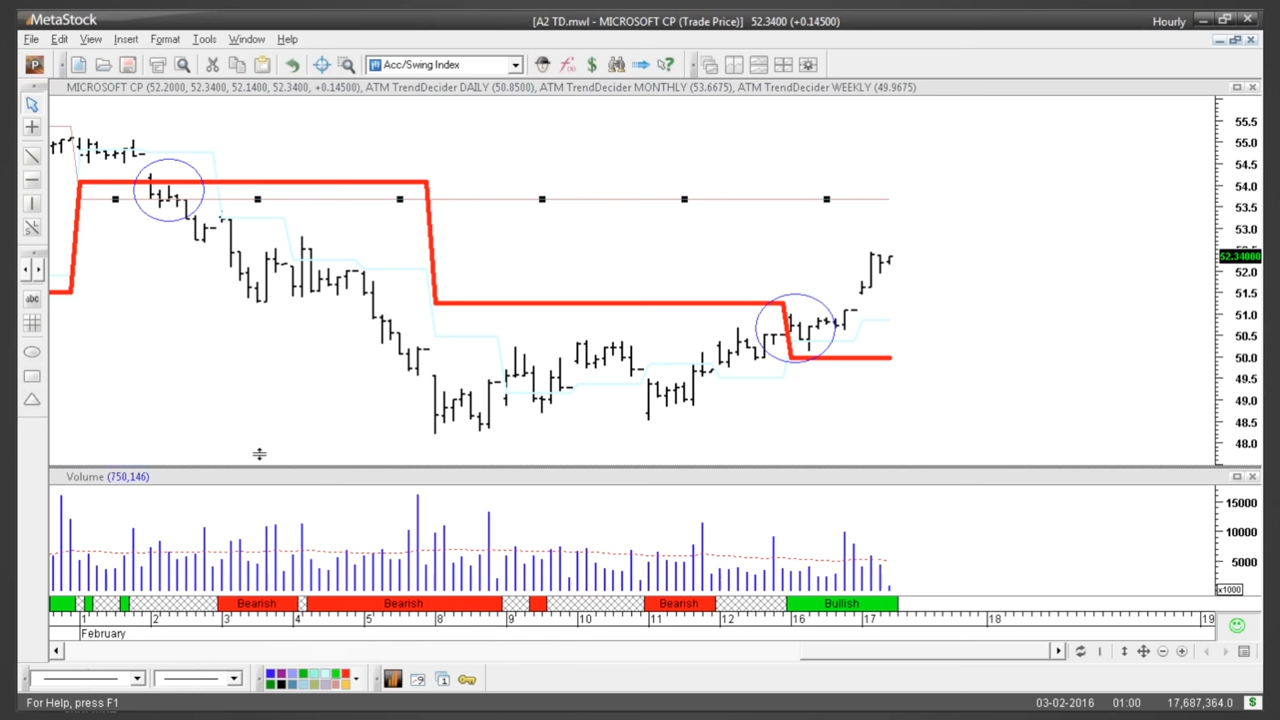 MetaStock
[A2 TD.mwl - MICROSOFT CP (Trade Price)] 52.3400 (+0.14500)
Hourly
File Edit View Insert Format Tools Window Help
P
Acc/Swing Index
MICROSOFT CP (52.2000, 52.3400, 52.1400, 52.3400, +0.14500), ATM TrendDecider DAILY (50.8500), ATM TrendDecider MONTHLY (53.6675), ATM TrendDecider WEEKLY (49.9675)
55.5
55.0
54.5
54.0
53.5
53.0
52.34000
52.0
51.5
51.0
50.5
50.0
49.5
49.0
48.5
48.0
abc
Volume (750,146)
15000
10000
5000
x1000
Bearish Bearish Bearish Bullish
1 2 3 4 5 8 9 10 11 12 16 17 18 19
February
For Help, press F1
03-02-2016 01:00 17,687,364.0 $